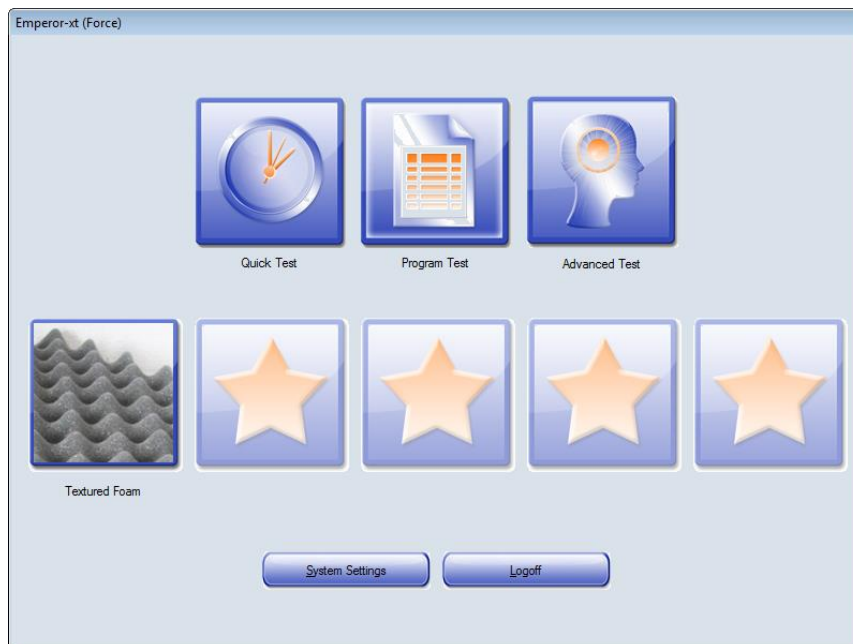 Emperor-xt (Force)
Quick Test
Program Test
Advanced Test
Textured Foam
System Settings
Logoff